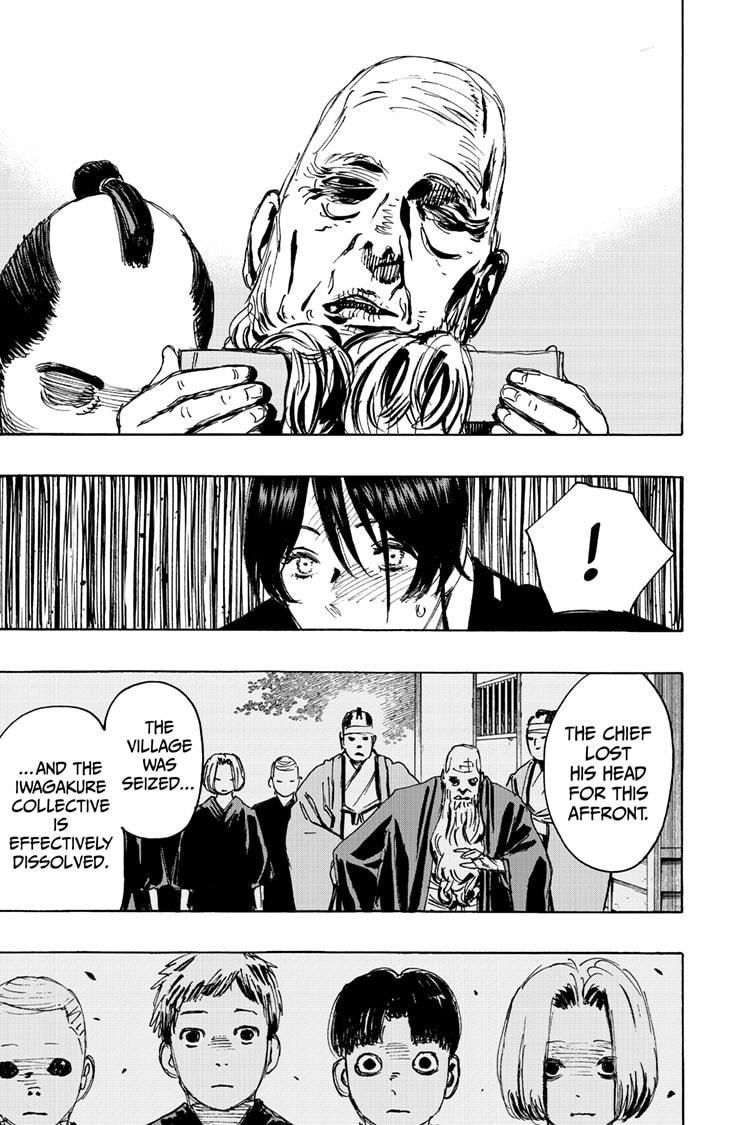 !
THE CHIEF
LOST
HIS HEAD
FOR THIS
AFFRONT.
THE
VILLAGE
WAS
SEIZED...
...AND THE
IWAGAKURE
COLLECTIVE
IS
EFFECTIVELY
DISSOLVED.